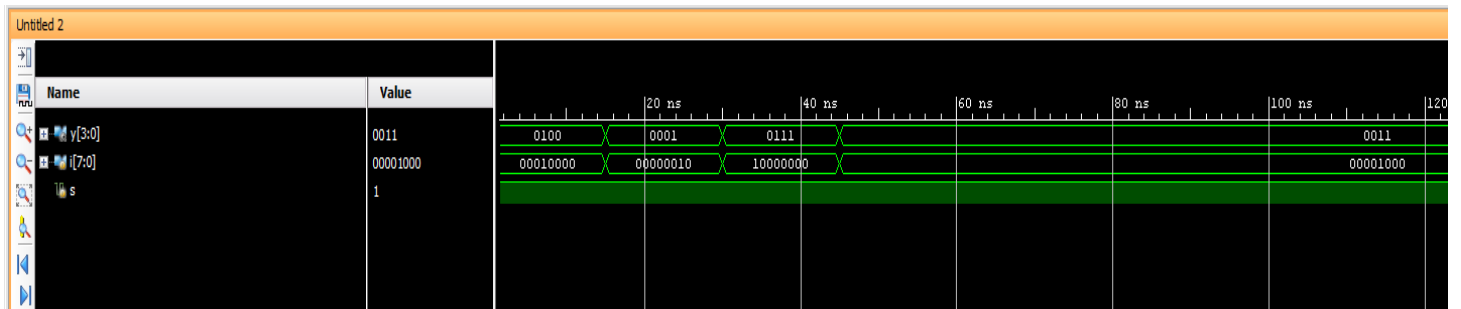 Untitled 2
Name Value
20 ns 40 ns 60 ns 80 ns 100 ns 120
y[3:0] 0011 0100 0001 0111 0011
i[7:0] 00001000 00010000 00000010 10000000 00001000
s 1